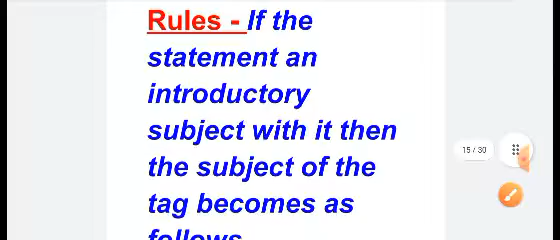 Rules - If the
statement an
introductory
subject with it then
the subject of the
tag becomes as
follows
15 / 30